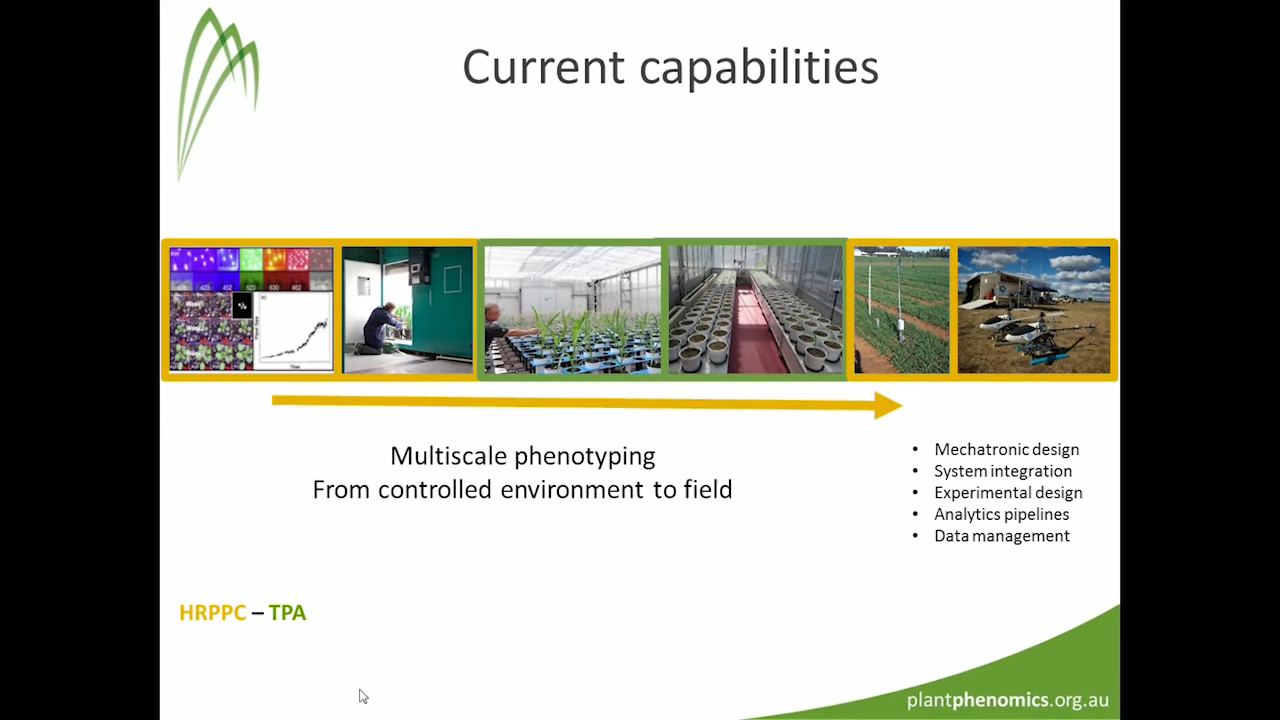 Current capabilities
Multiscale phenotyping
From controlled environment to field
• Mechatronic design
• System integration
• Experimental design
• Analytics pipelines
• Data management
HRPPC – TPA
plantphenomics.org.au